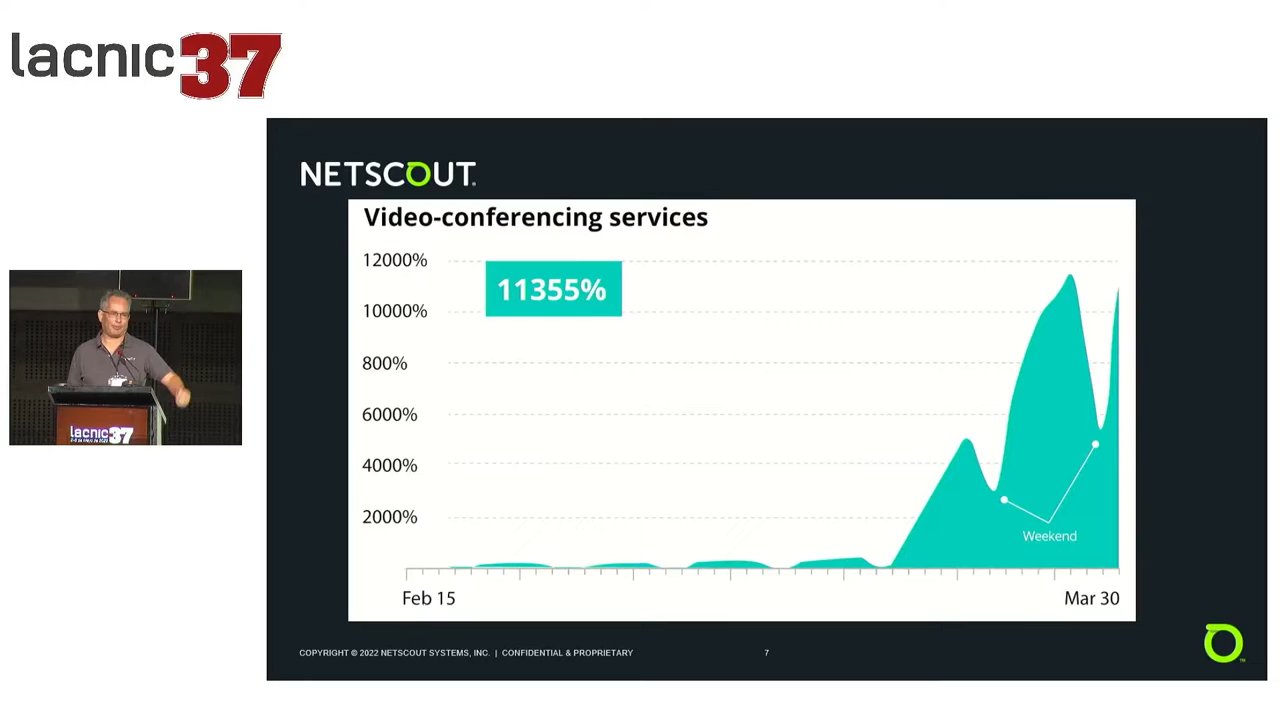 lacnic37
NETSCOUT.
Video-conferencing services
12000%
11355%
10000%
800%
6000%
4000%
2000%
Weekend
Feb 15
Mar 30
COPYRIGHT © 2022 NETSCOUT SYSTEMS, INC. | CONFIDENTIAL & PROPRIETARY
7
lacnic37